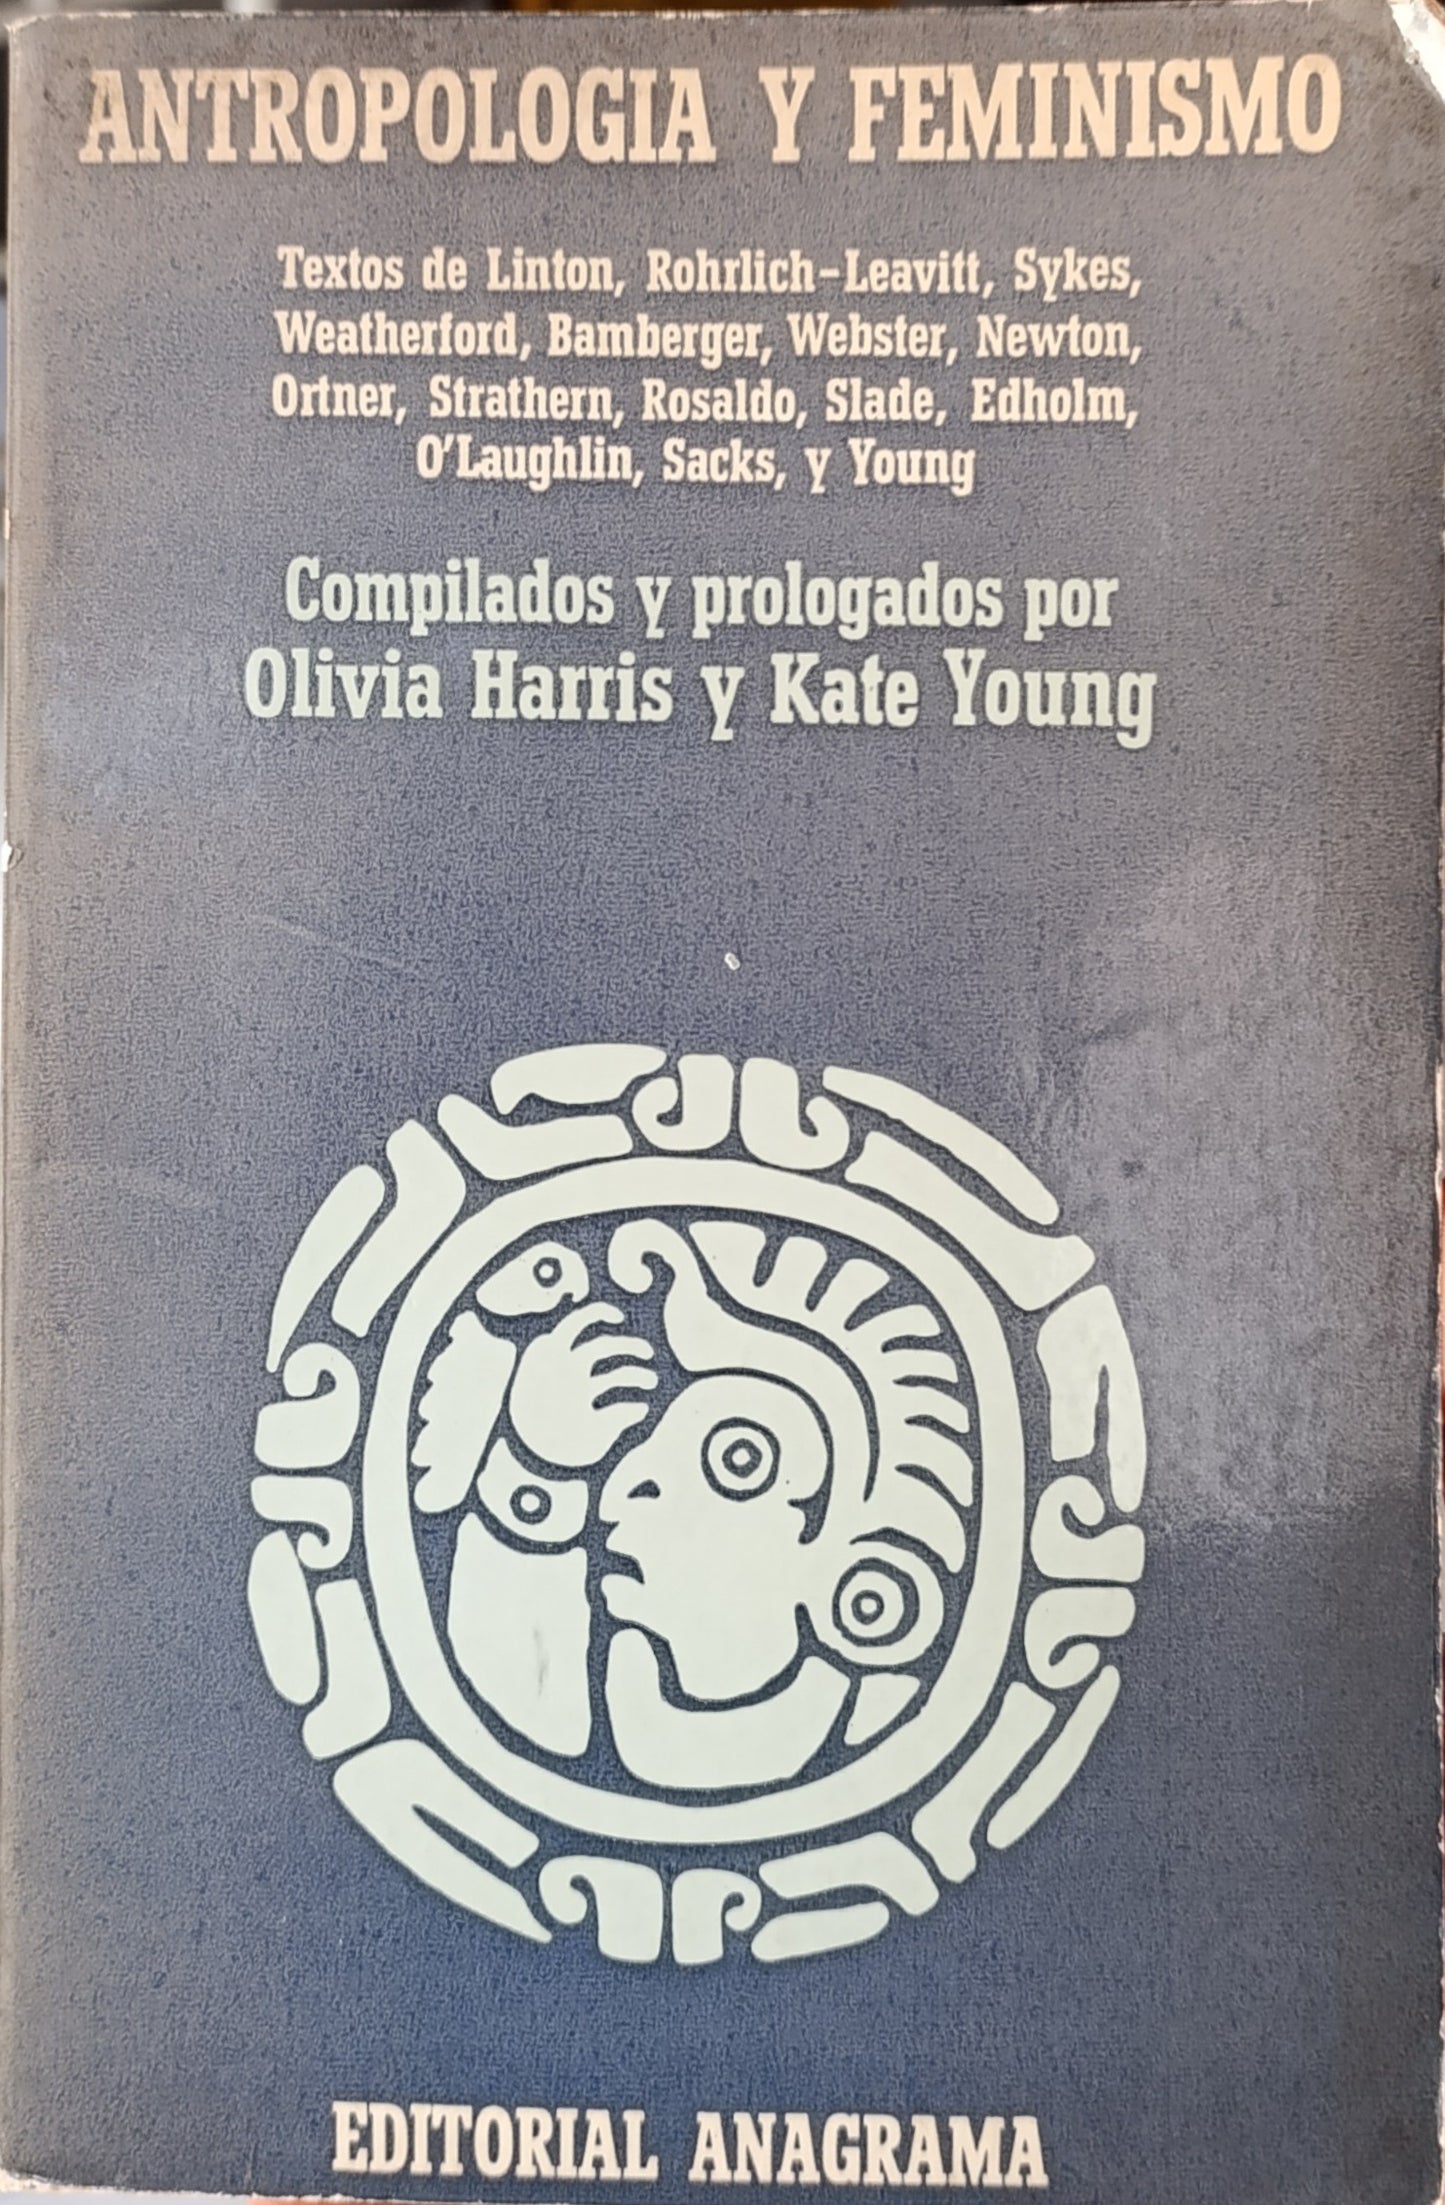 ANTROPOLOGIA Y FEMINISMO
Textos de Linton, Rohrlich-Leavitt, Sykes,
Weatherford, Bamberger, Webster, Newton,
Ortner, Strathern, Rosaldo, Slade, Edholm,
O'Laughlin, Sacks, y Young
Compilados y prologados por
Olivia Harris y Kate Young
EDITORIAL ANAGRAMA